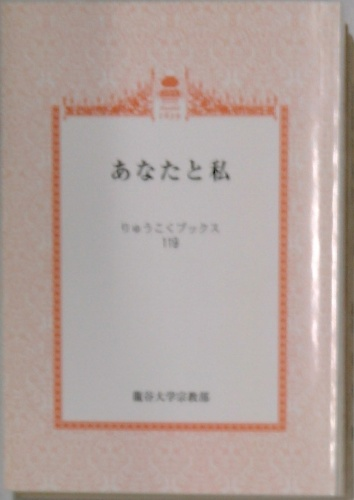 あなたと私
りゅうこくブックス
119
龍谷大学宗教部